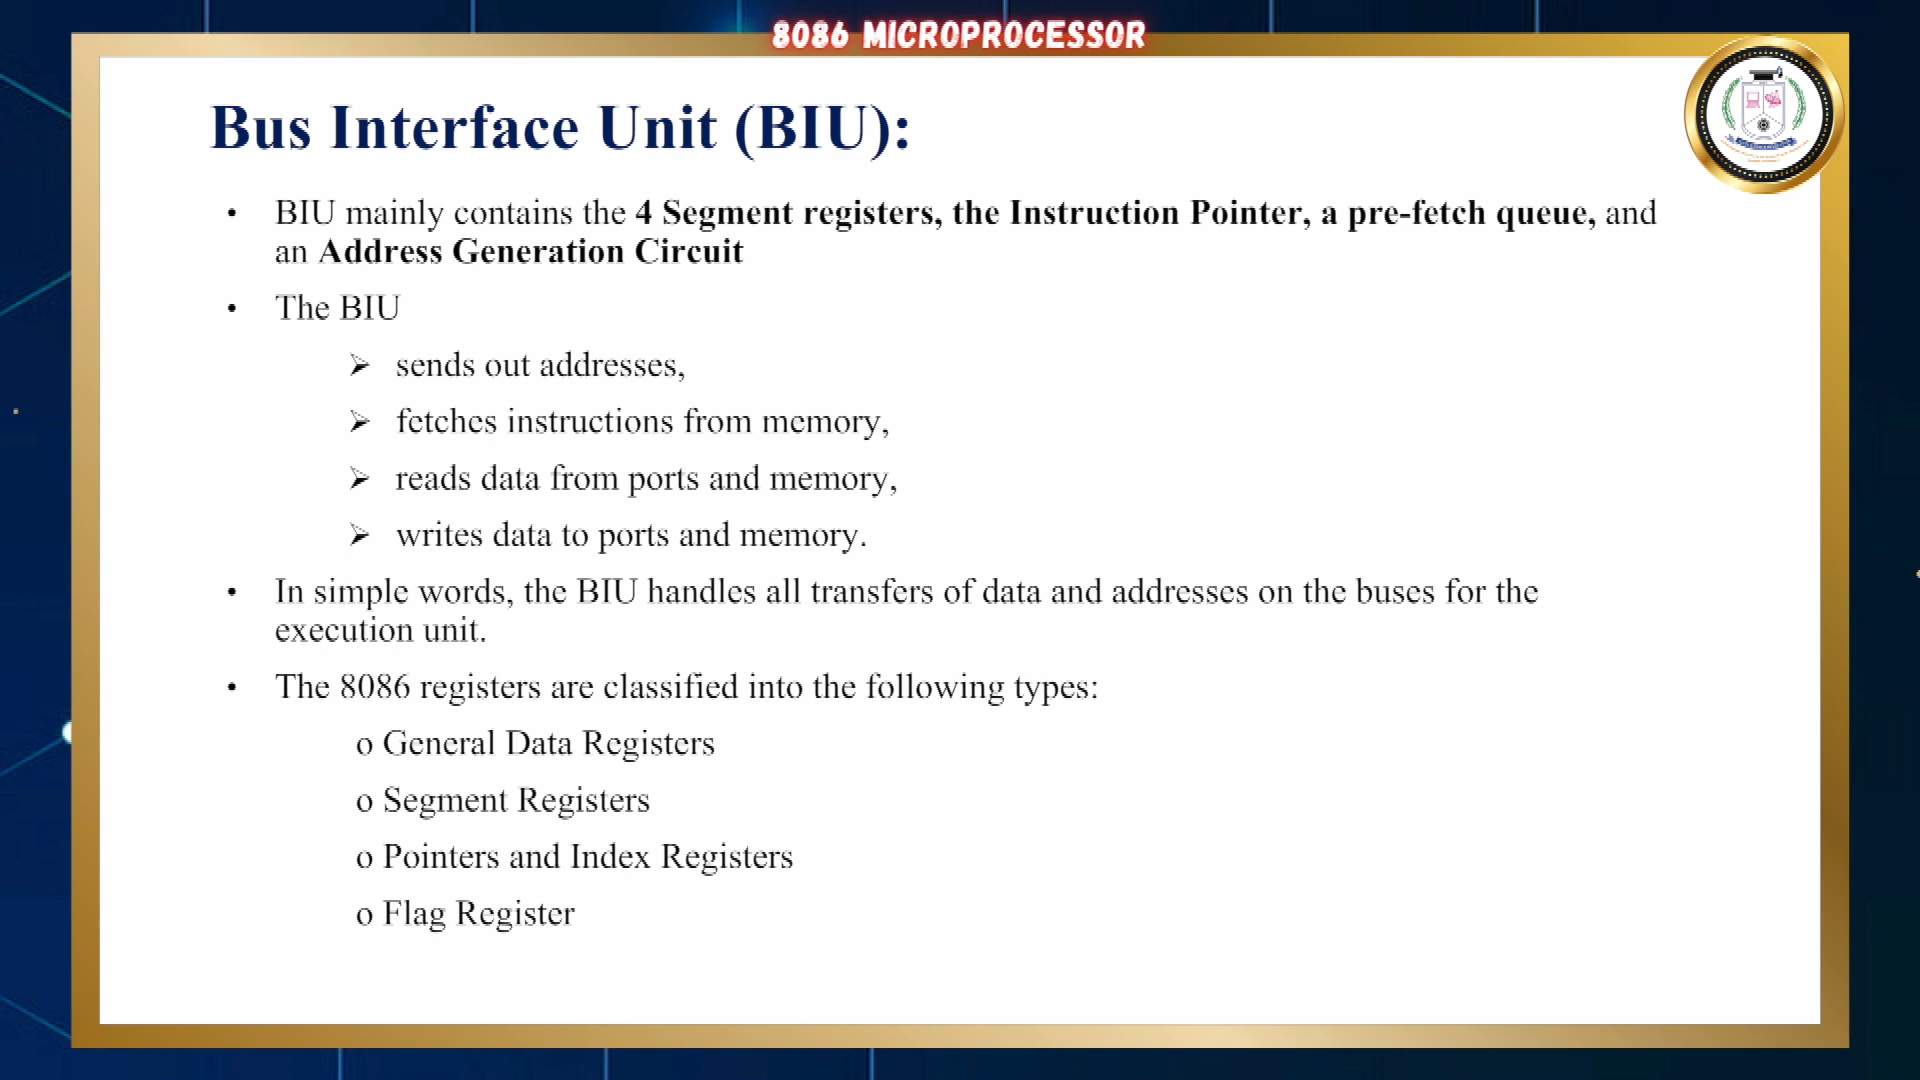 8086 MICROPROCESSOR
Bus Interface Unit (BIU):
• BIU mainly contains the 4 Segment registers, the Instruction Pointer, a pre-fetch queue, and
an Address Generation Circuit
• The BIU
➢ sends out addresses,
➢ fetches instructions from memory,
➢ reads data from ports and memory,
➢ writes data to ports and memory.
• In simple words, the BIU handles all transfers of data and addresses on the buses for the
execution unit.
• The 8086 registers are classified into the following types:
o General Data Registers
o Segment Registers
o Pointers and Index Registers
o Flag Register